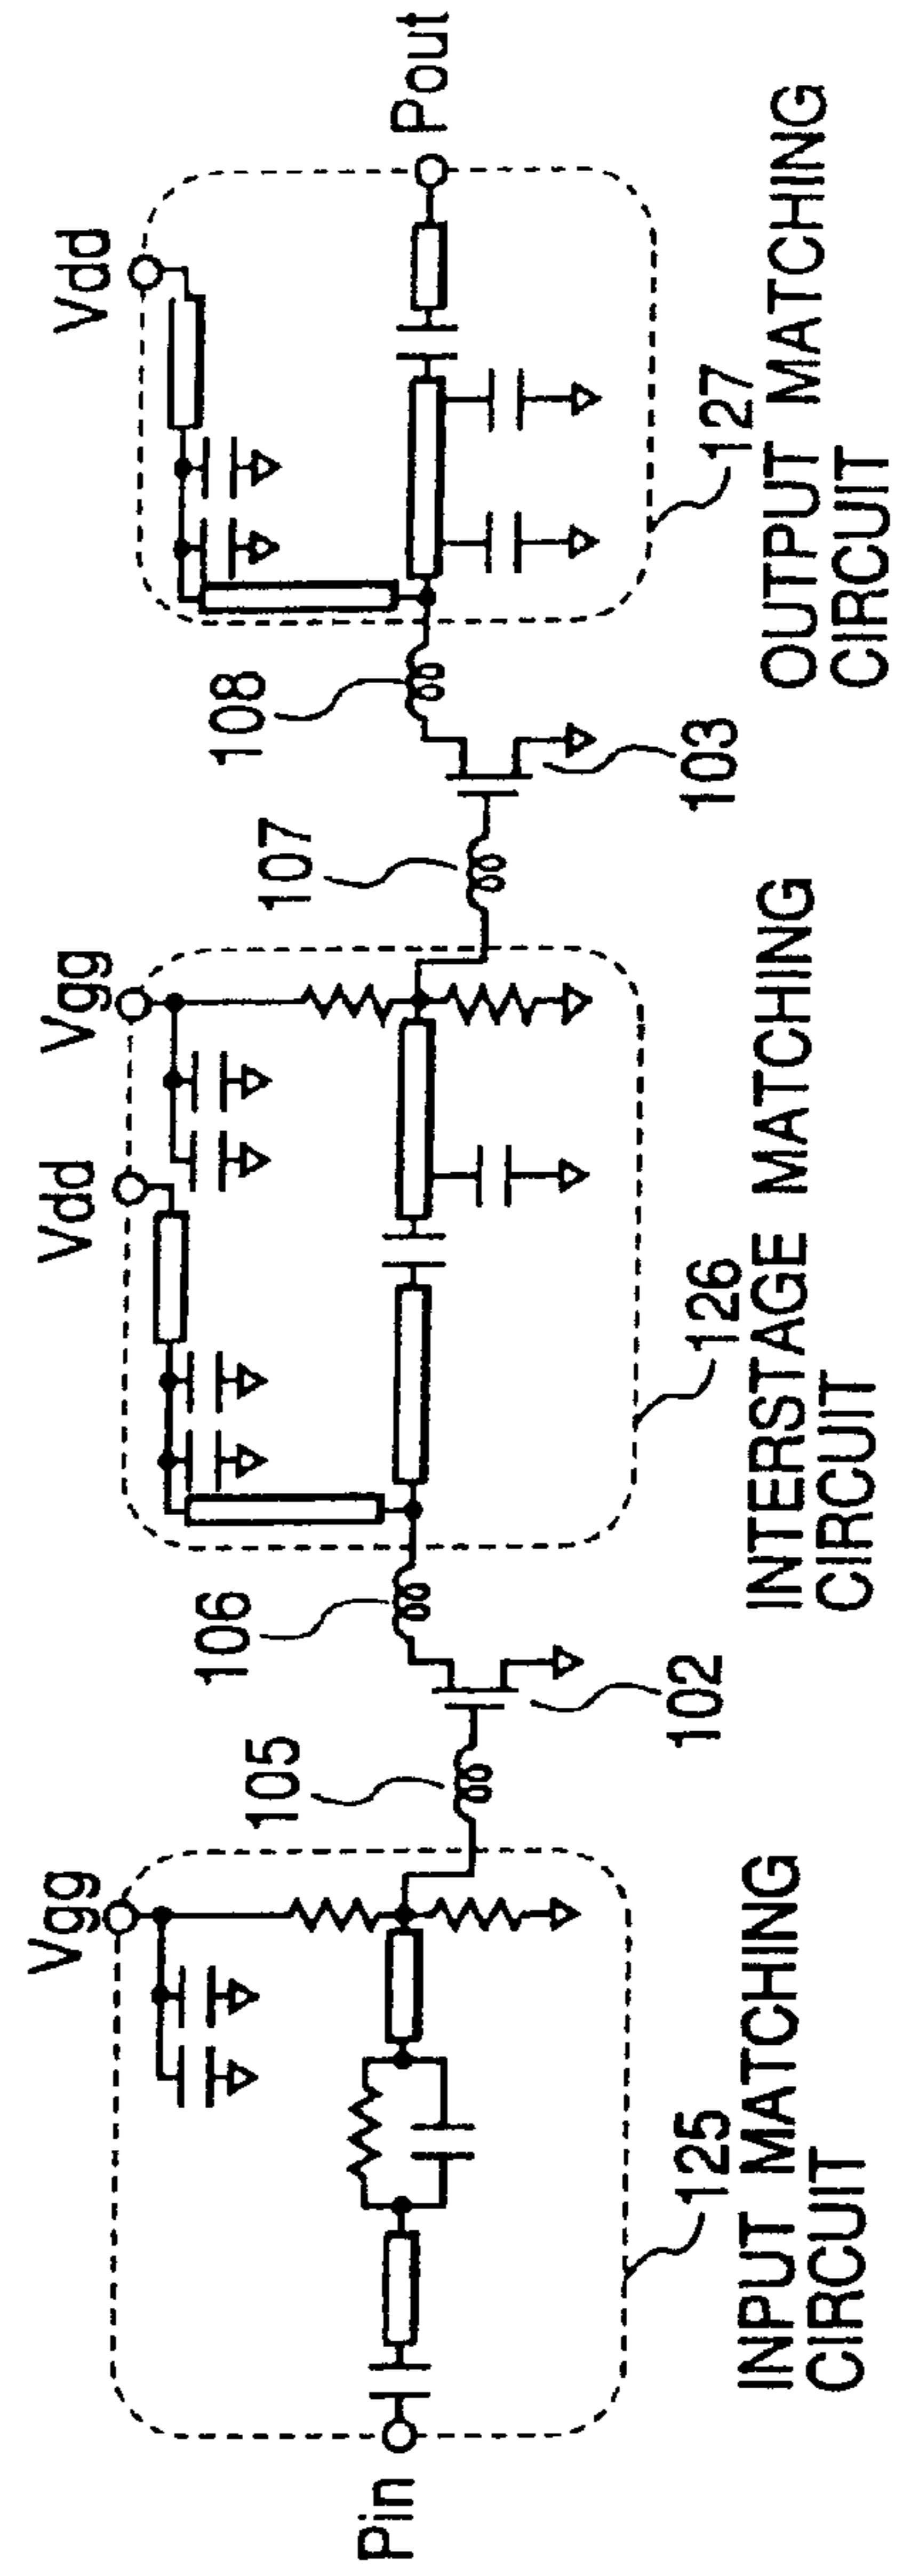 Pin
Vgg
125
INPUT MATCHING
CIRCUIT
105
102
106
Vdd
Vgg
126
INTERSTAGE MATCHING
CIRCUIT
107
103
108
Vdd
Pout
127
OUTPUT MATCHING
CIRCUIT